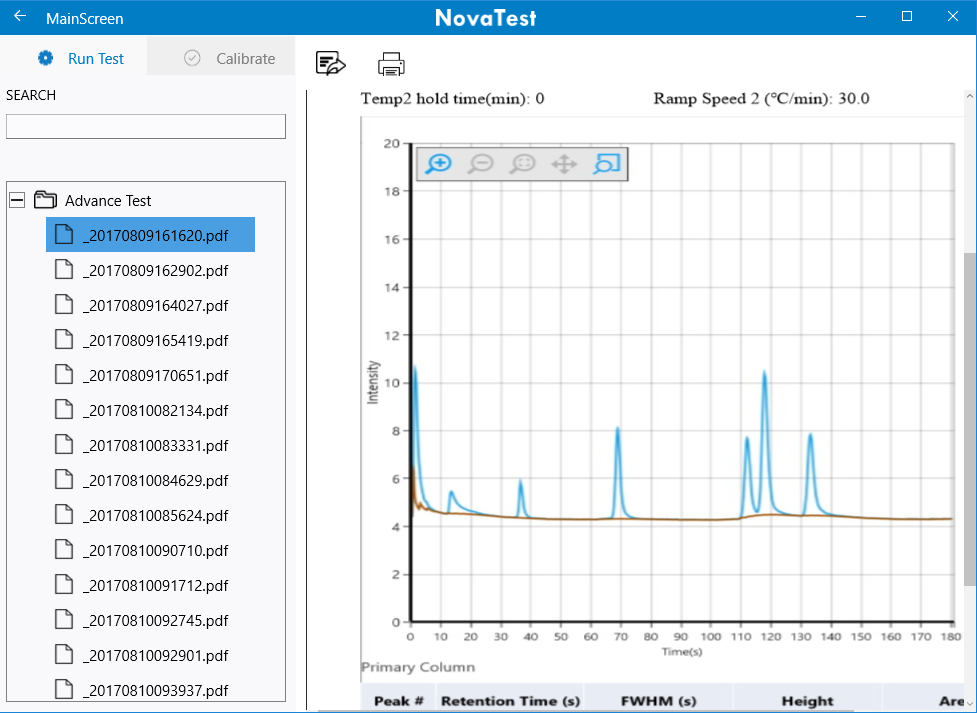 MainScreen
NovaTest
Run Test
Calibrate
SEARCH
Advance Test
_20170809161620.pdf
_20170809162902.pdf
_20170809164027.pdf
_20170809165419.pdf
_20170809170651.pdf
_20170810082134.pdf
_20170810083331.pdf
_20170810084629.pdf
_20170810085624.pdf
_20170810090710.pdf
_20170810091712.pdf
_20170810092745.pdf
_20170810092901.pdf
_20170810093937.pdf
Temp2 hold time(min): 0
Ramp Speed 2 (°C/min): 30.0
20
18
16
14
12
10
8
6
4
2
0
Intensity
0 10 20 30 40 50 60 70 80 90 100 110 120 130 140 150 160 170 180
Time(s)
Primary Column
Peak # Retention Time (s) FWHM (s) Height Are